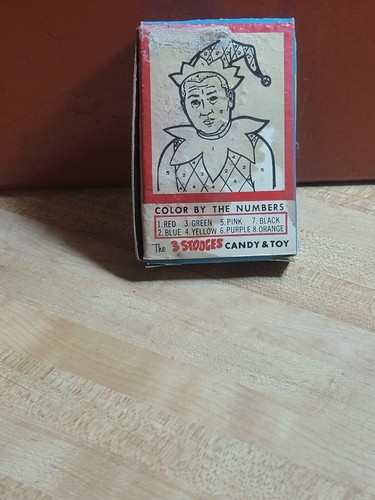 COLOR BY THE NUMBERS
1.RED 3.GREEN 5.PINK 7.BLACK
2.BLUE 4.YELLOW 6.PURPLE 8.ORANGE
The 3 STOOGES CANDY & TOY